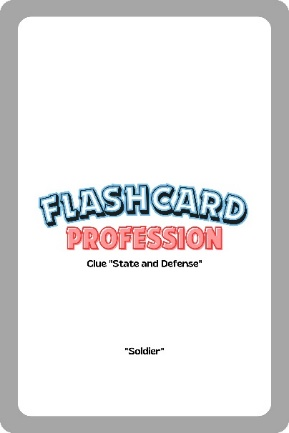 FLASHCARD
PROFESSION
Clue "State and Defense"
"Soldier"